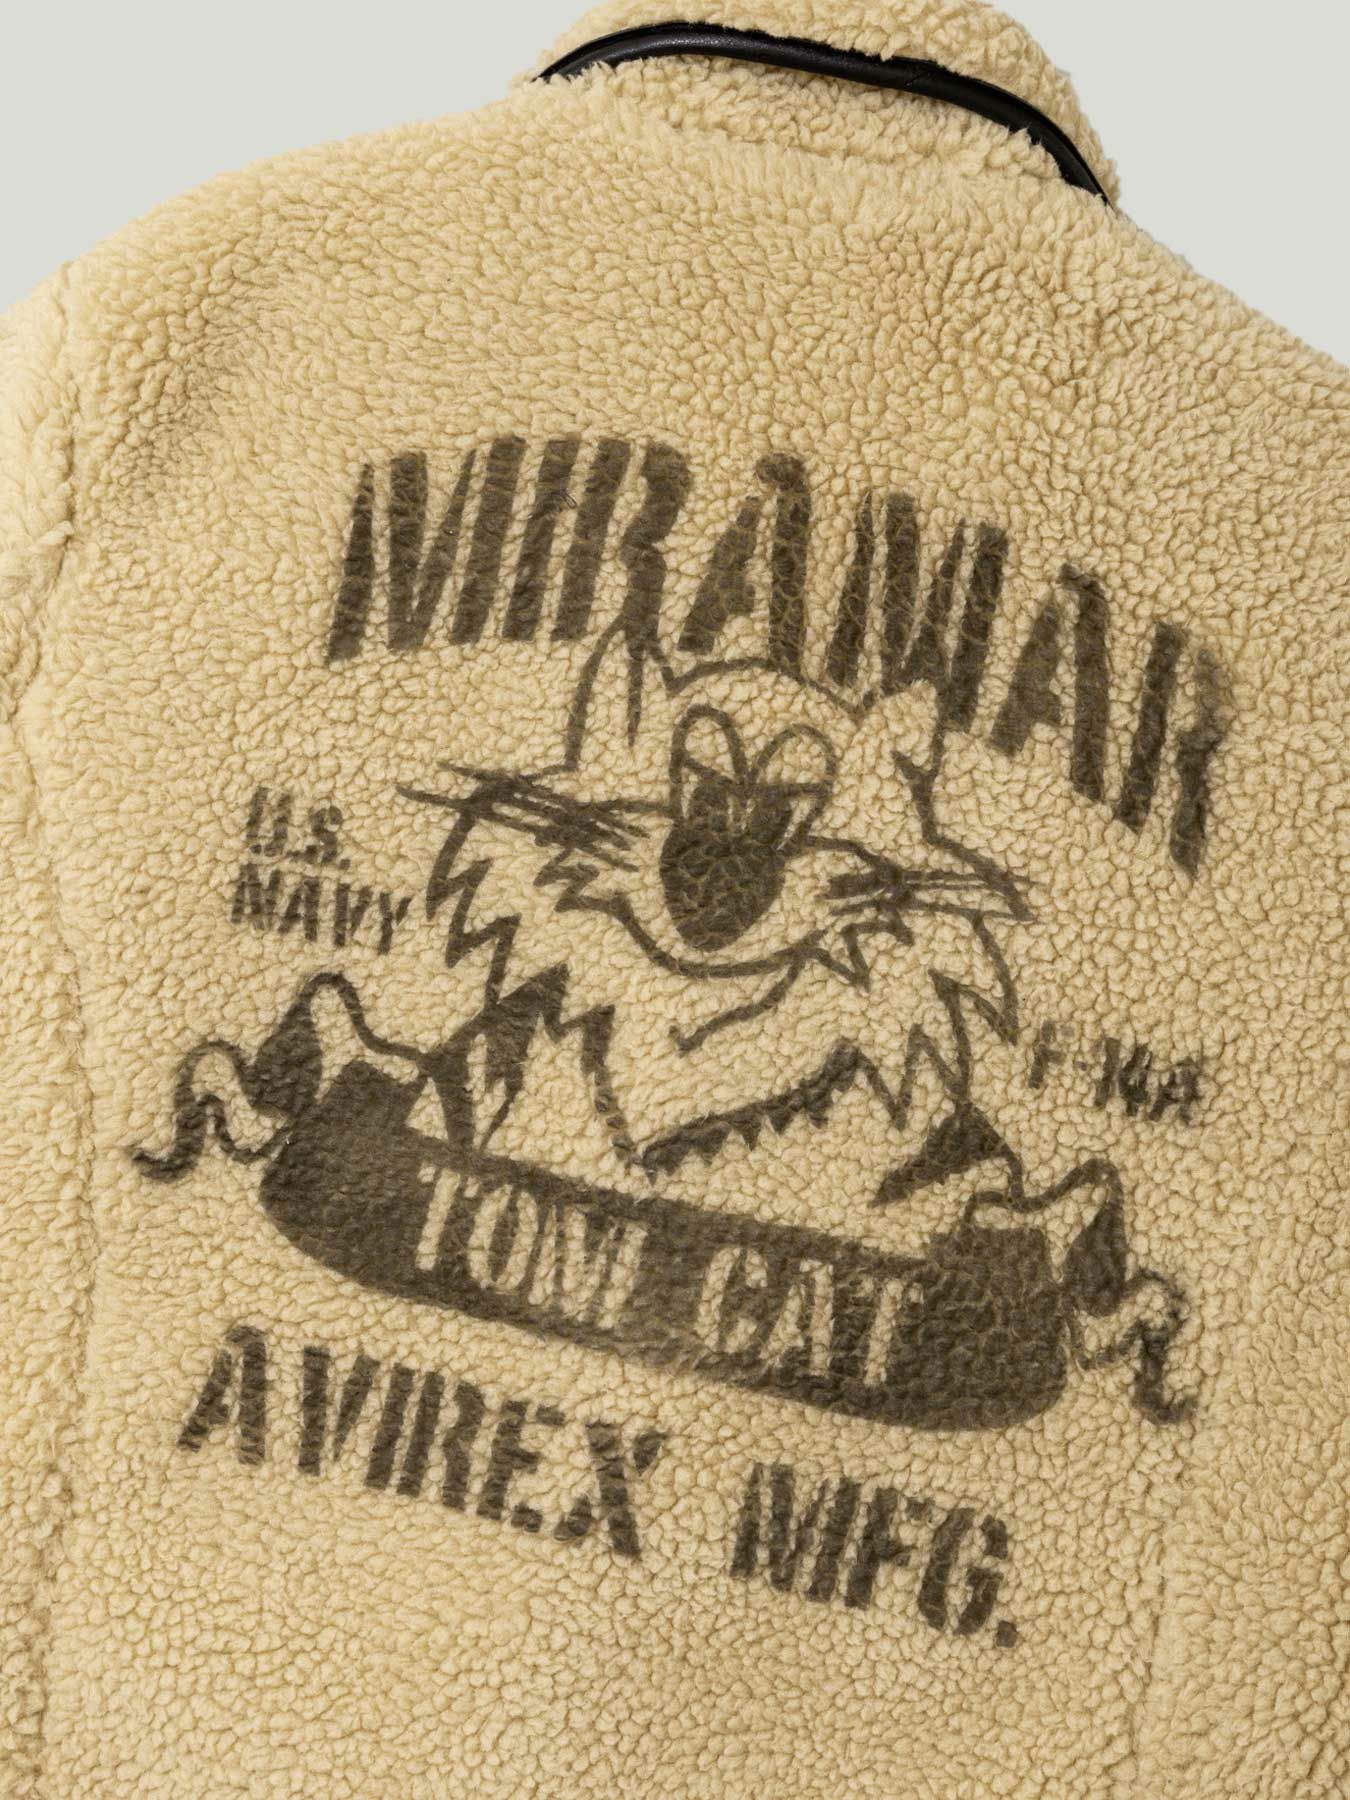 MIRAMAR
U.S.
NAVY
F-14A
TOM CAT
AVIREX MFG.